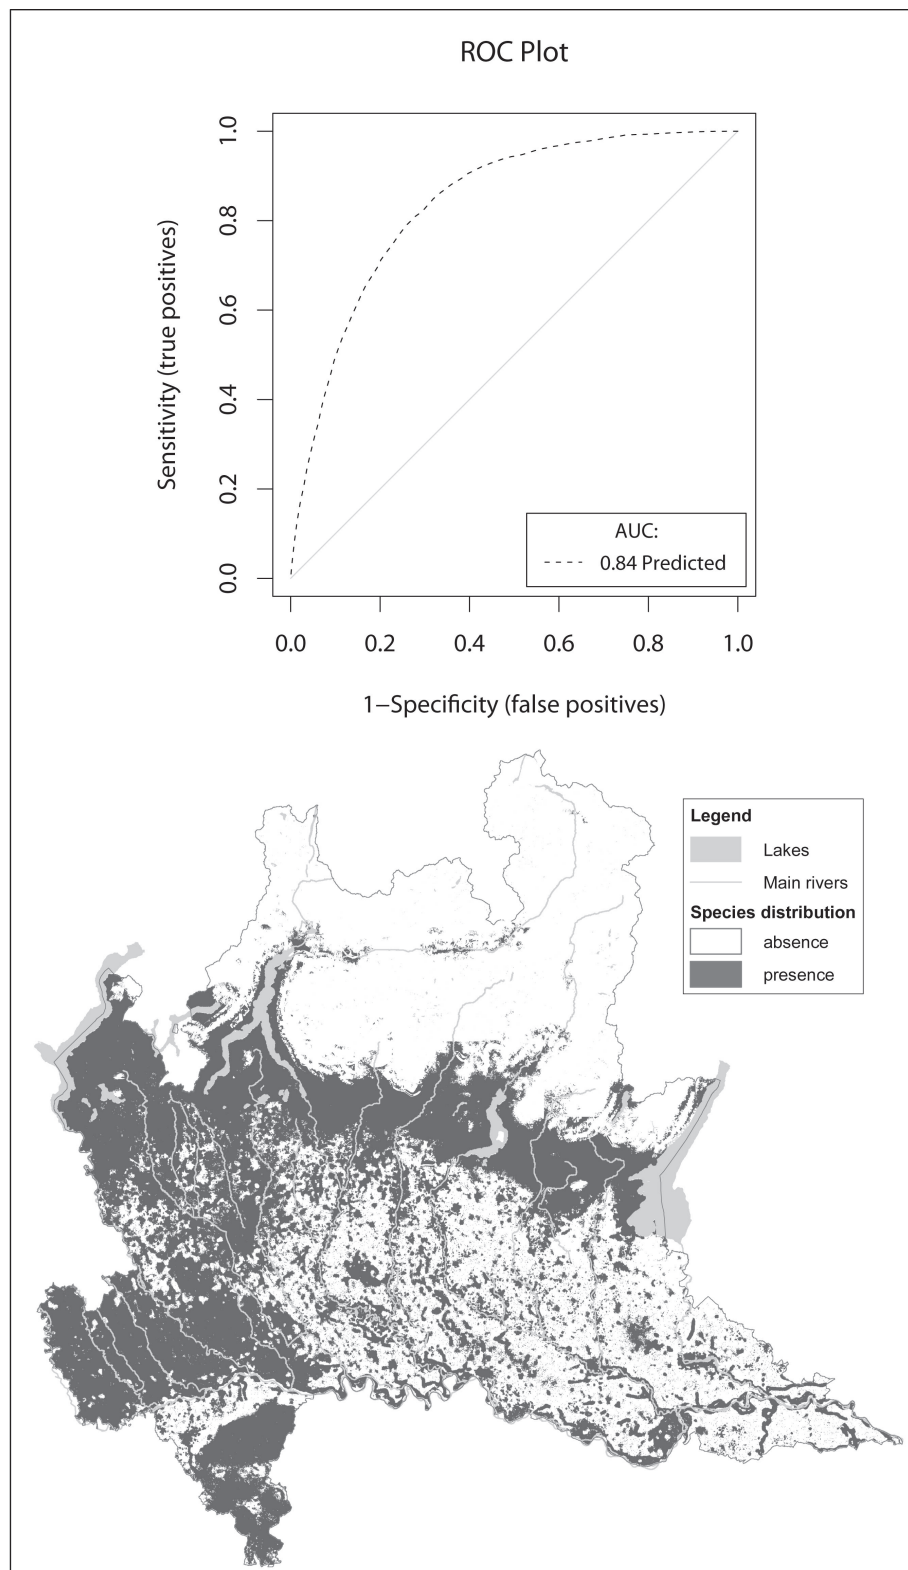 ROC Plot
1.0
0.8
0.6
0.4
0.2
0.0
Sensitivity (true positives)
AUC:
0.84 Predicted
0.0 0.2 0.4 0.6 0.8 1.0
1−Specificity (false positives)
Legend
Lakes
Main rivers
Species distribution
absence
presence